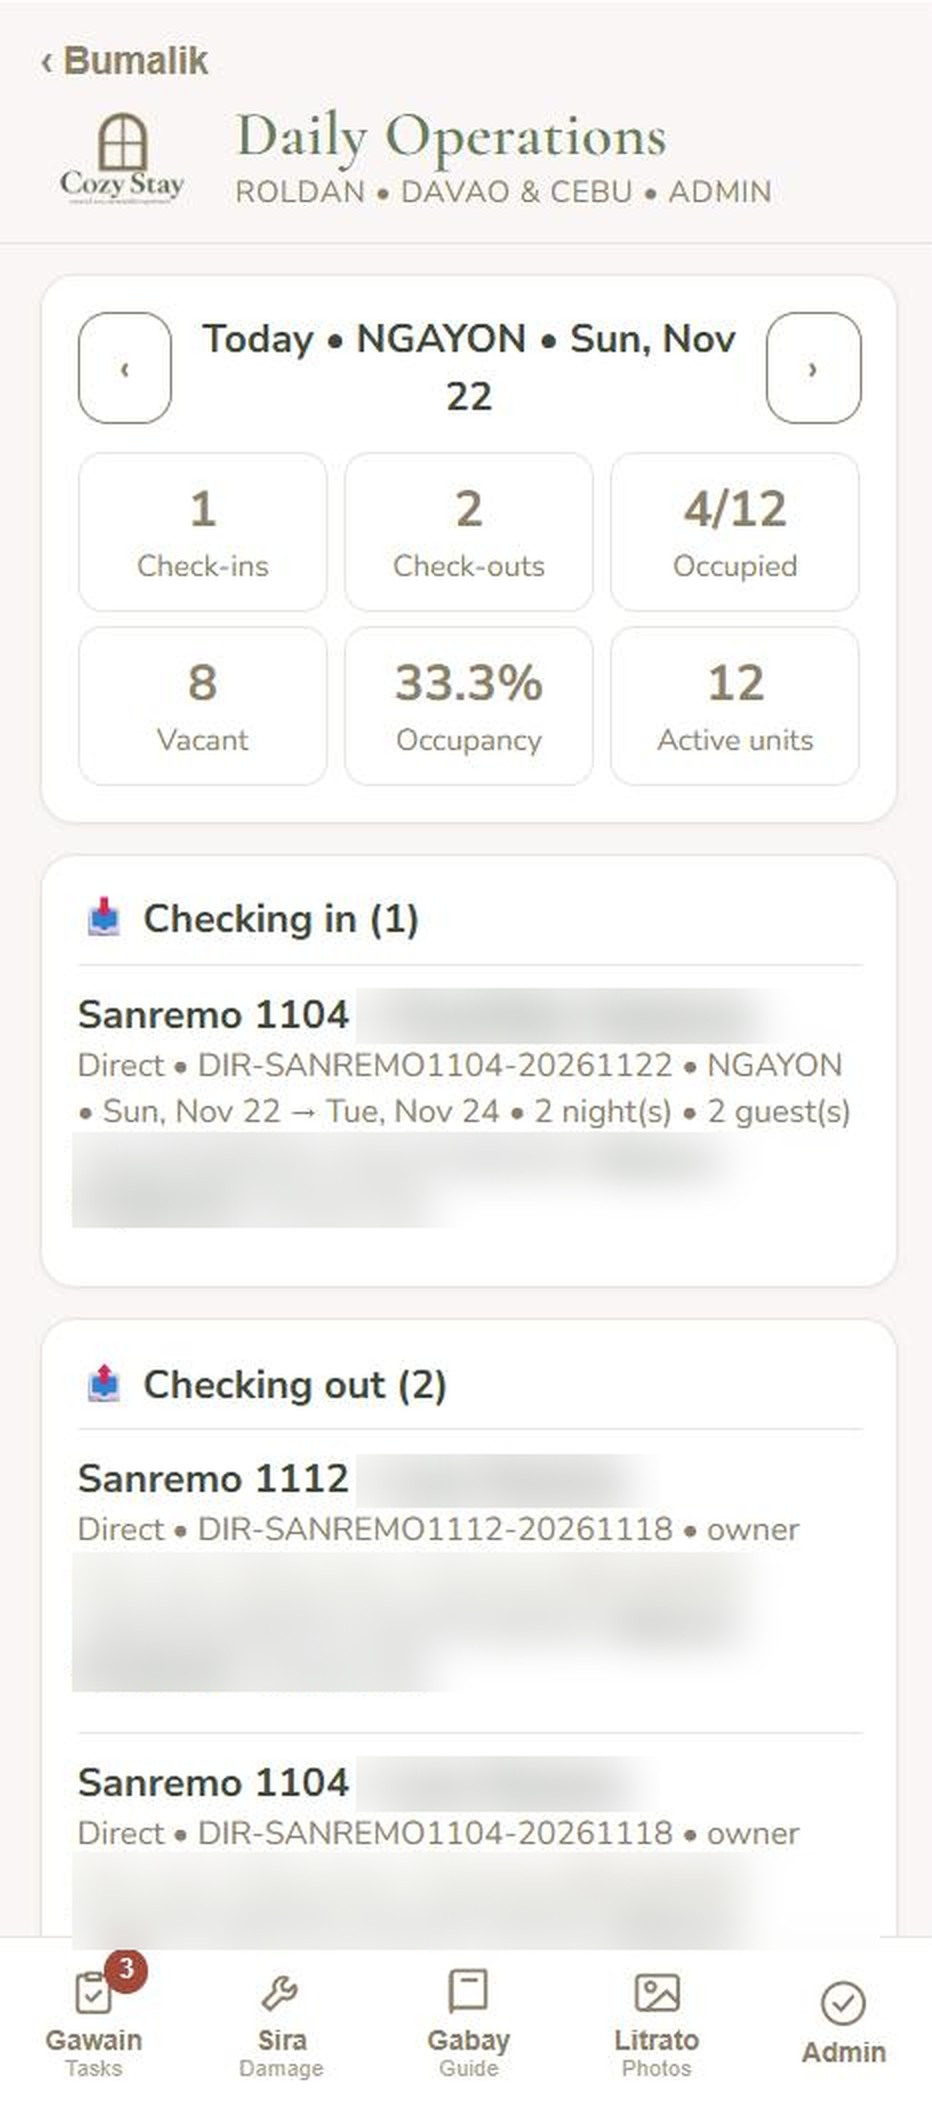 ‹ Bumalik
Cozy Stay
Daily Operations
ROLDAN • DAVAO & CEBU • ADMIN
‹
Today • NGAYON • Sun, Nov
22
›
1
Check-ins
2
Check-outs
4/12
Occupied
8
Vacant
33.3%
Occupancy
12
Active units
Checking in (1)
Sanremo 1104
Direct • DIR-SANREMO1104-20261122 • NGAYON
• Sun, Nov 22 → Tue, Nov 24 • 2 night(s) • 2 guest(s)
Checking out (2)
Sanremo 1112
Direct • DIR-SANREMO1112-20261118 • owner
Sanremo 1104
Direct • DIR-SANREMO1104-20261118 • owner
3
Gawain
Tasks
Sira
Damage
Gabay
Guide
Litrato
Photos
Admin